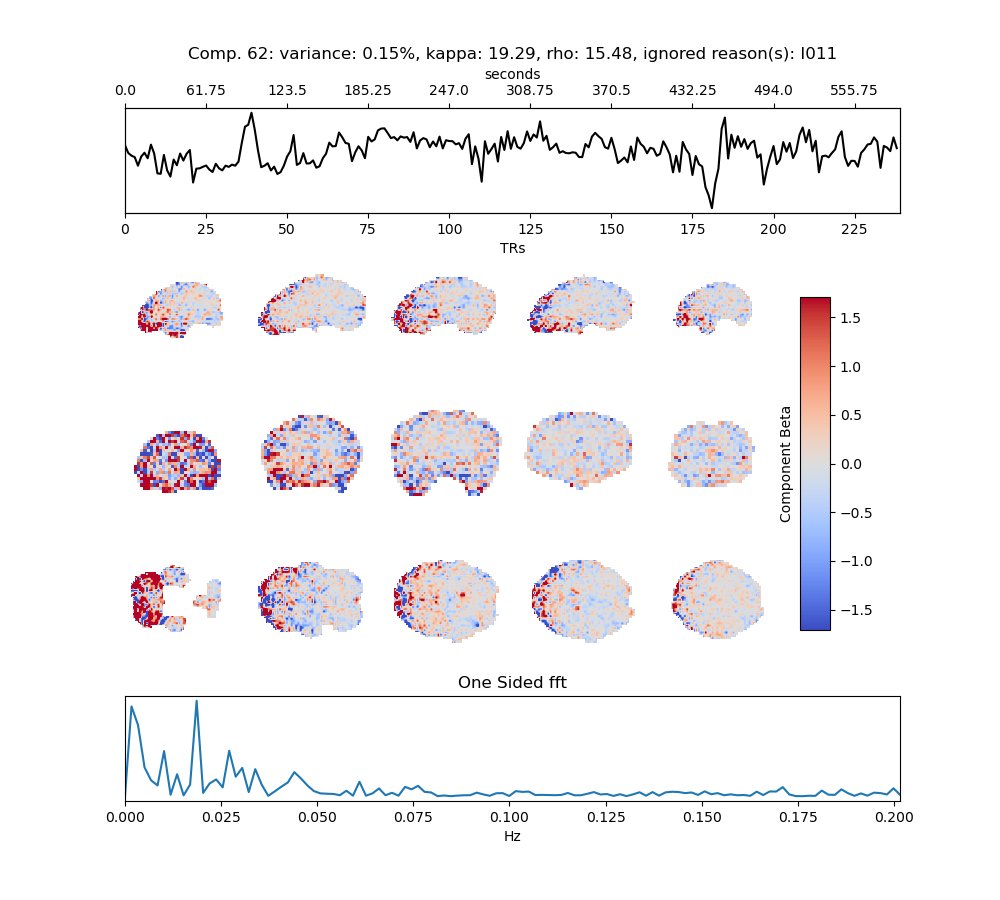 Comp. 62: variance: 0.15%, kappa: 19.29, rho: 15.48, ignored reason(s): I011
seconds
0.0 61.75 123.5 185.25 247.0 308.75 370.5 432.25 494.0 555.75
0 25 50 75 100 125 150 175 200 225
TRs
1.5
1.0
0.5
0.0
−0.5
−1.0
−1.5
Component Beta
One Sided fft
0.000 0.025 0.050 0.075 0.100 0.125 0.150 0.175 0.200
Hz